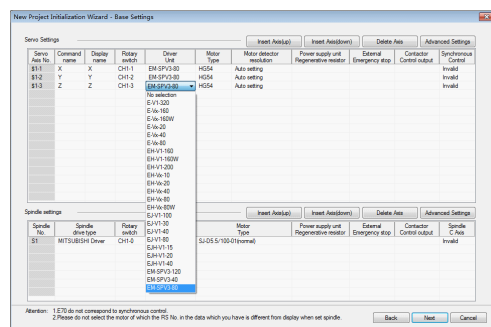 New Project Initialization Wizard - Base Settings
Servo Settings
Insert Axis(up) Insert Axis(down) Delete Axis Advanced Settings
Servo Axis No. Command name Display name Rotary switch Driver Unit Motor Type Motor detector resolution Power supply unit Regenerative resistor External Emergency stop Contactor Control output Synchronous Control
S1-1 X X CH1-1 EM-SPV3-80 HG54 Auto setting Invalid
S1-2 Y Y CH1-2 EM-SPV3-80 HG54 Auto setting Invalid
S1-3 Z Z CH1-3 EM-SPV3-80 HG54 Auto setting Invalid
No selection
E-V1-320
E-Vx-160
E-Vx-160W
E-Vx-20
E-Vx-40
E-Vx-80
EH-V1-160
EH-V1-160W
EH-V1-200
EH-Vx-10
EH-Vx-20
EH-Vx-40
EH-Vx-80
EH-Vx-80W
EJ-V1-100
EJ-V1-30
EJ-V1-40
EJ-V1-80
EJH-V1-15
EJH-V1-20
EJH-V1-40
EM-SPV3-120
EM-SPV3-40
EM-SPV3-80
Spindle settings
Insert Axis(up) Insert Axis(down) Delete Axis Advanced Settings
Spindle No. Spindle drive type Rotary switch Motor Type Power supply unit Regenerative resistor External Emergency stop Contactor Control output Spindle C Axis
S1 MITSUBISHI Driver CH1-0 SJ-D5.5/100-01(normal) Invalid
Attention: 1.E70 do not correspond to synchronous control.
2.Please do not select the motor of which the RS No. in the data which you have is different from display when set spindle.
Back Next Cancel